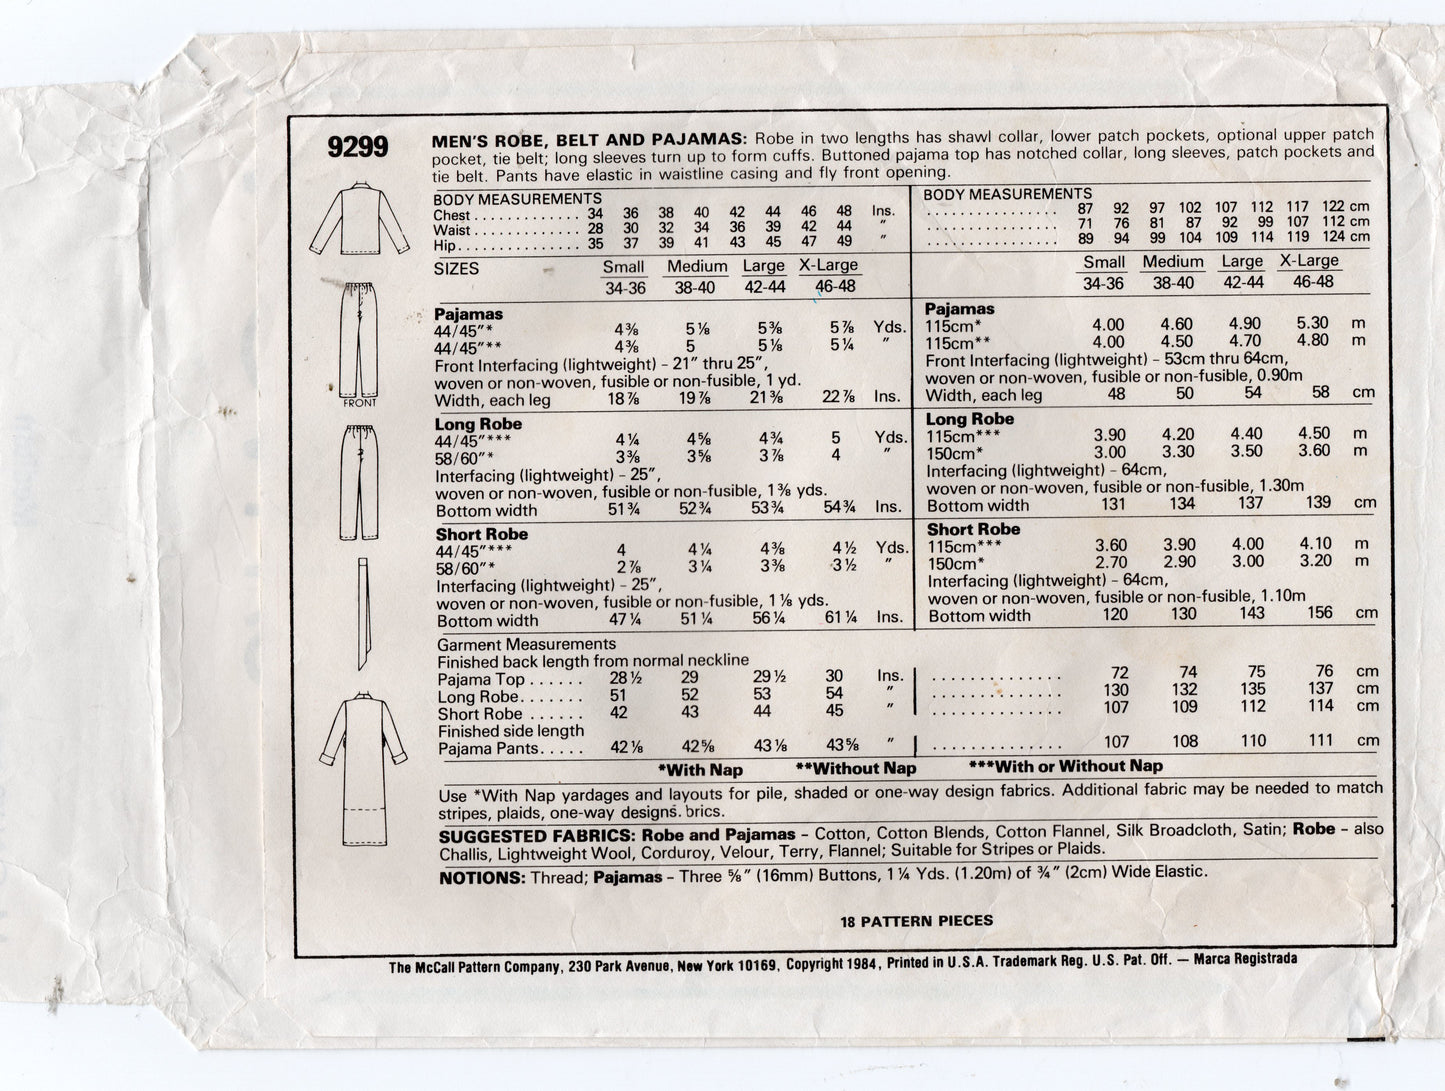 9299
MEN'S ROBE, BELT AND PAJAMAS: Robe in two lengths has shawl collar, lower patch pockets, optional upper patch
pocket, tie belt; long sleeves turn up to form cuffs. Buttoned pajama top has notched collar, long sleeves, patch pockets and
tie belt. Pants have elastic in waistline casing and fly front opening.
BODY MEASUREMENTS
Chest . . . . . . . . . . . . . 34 36 38 40 42 44 46 48 Ins.
Waist . . . . . . . . . . . . . 28 30 32 34 36 39 42 44 "
Hip . . . . . . . . . . . . . . . 35 37 39 41 43 45 47 49 "
SIZES Small Medium Large X-Large
34-36 38-40 42-44 46-48
Pajamas
44/45"* 4⅜ 5⅛ 5⅜ 5⅞ Yds.
44/45"** 4⅜ 5 5⅛ 5¼ "
Front Interfacing (lightweight) – 21" thru 25",
woven or non-woven, fusible or non-fusible, 1 yd.
Width, each leg 18⅞ 19⅞ 21⅜ 22⅞ Ins.
Long Robe
44/45"*** 4¼ 4⅝ 4¾ 5 Yds.
58/60"* 3⅜ 3⅝ 3⅞ 4 "
Interfacing (lightweight) – 25",
woven or non-woven, fusible or non-fusible, 1⅜ yds.
Bottom width 51¾ 52¾ 53¾ 54¾ Ins.
Short Robe
44/45"*** 4 4¼ 4⅜ 4½ Yds.
58/60"* 2⅞ 3¼ 3⅜ 3½ "
Interfacing (lightweight) – 25",
woven or non-woven, fusible or non-fusible, 1⅛ yds.
Bottom width 47¼ 51¼ 56¼ 61¼ Ins.
BODY MEASUREMENTS
. . . . . . . . . . . . . . . . 87 92 97 102 107 112 117 122 cm
. . . . . . . . . . . . . . . . 71 76 81 87 92 99 107 112 cm
. . . . . . . . . . . . . . . . 89 94 99 104 109 114 119 124 cm
Small Medium Large X-Large
34-36 38-40 42-44 46-48
Pajamas
115cm* 4.00 4.60 4.90 5.30 m
115cm** 4.00 4.50 4.70 4.80 m
Front Interfacing (lightweight) – 53cm thru 64cm,
woven or non-woven, fusible or non-fusible, 0.90m
Width, each leg 48 50 54 58 cm
Long Robe
115cm*** 3.90 4.20 4.40 4.50 m
150cm* 3.00 3.30 3.50 3.60 m
Interfacing (lightweight) – 64cm,
woven or non-woven, fusible or non-fusible, 1.30m
Bottom width 131 134 137 139 cm
Short Robe
115cm*** 3.60 3.90 4.00 4.10 m
150cm* 2.70 2.90 3.00 3.20 m
Interfacing (lightweight) – 64cm,
woven or non-woven, fusible or non-fusible, 1.10m
Bottom width 120 130 143 156 cm
Garment Measurements
Finished back length from normal neckline
Pajama Top . . . . . . 28½ 29 29½ 30 Ins. . . . . . . . . . . . . . . . 72 74 75 76 cm
Long Robe. . . . . . . 51 52 53 54 " . . . . . . . . . . . . . . . 130 132 135 137 cm
Short Robe . . . . . . 42 43 44 45 " . . . . . . . . . . . . . . . 107 109 112 114 cm
Finished side length
Pajama Pants. . . . . 42⅛ 42⅝ 43⅛ 43⅝ " . . . . . . . . . . . . . . . 107 108 110 111 cm
*With Nap **Without Nap ***With or Without Nap
Use *With Nap yardages and layouts for pile, shaded or one-way design fabrics. Additional fabric may be needed to match
stripes, plaids, one-way designs. brics.
SUGGESTED FABRICS: Robe and Pajamas – Cotton, Cotton Blends, Cotton Flannel, Silk Broadcloth, Satin; Robe – also
Challis, Lightweight Wool, Corduroy, Velour, Terry, Flannel; Suitable for Stripes or Plaids.
NOTIONS: Thread; Pajamas – Three ⅝" (16mm) Buttons, 1¼ Yds. (1.20m) of ¾" (2cm) Wide Elastic.
18 PATTERN PIECES
FRONT
The McCall Pattern Company, 230 Park Avenue, New York 10169, Copyright 1984, Printed in U.S.A. Trademark Reg. U.S. Pat. Off. — Marca Registrada